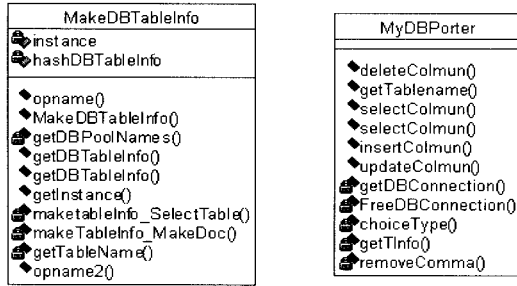 MakeDBTableInfo
instance
hashDBTableInfo
opname()
MakeDBTableInfo()
getDBPoolNames()
getDBTableInfo()
getDBTableInfo()
getInstance()
maketableInfo_SelectTable()
makeTableInfo_MakeDoc()
getTableName()
opname2()
MyDBPorter
deleteColmun()
getTablename()
selectColmun()
selectColmun()
insertColmun()
updateColmun()
getDBConnection()
FreeDBConnection()
choiceType()
getTInfo()
removeComma()